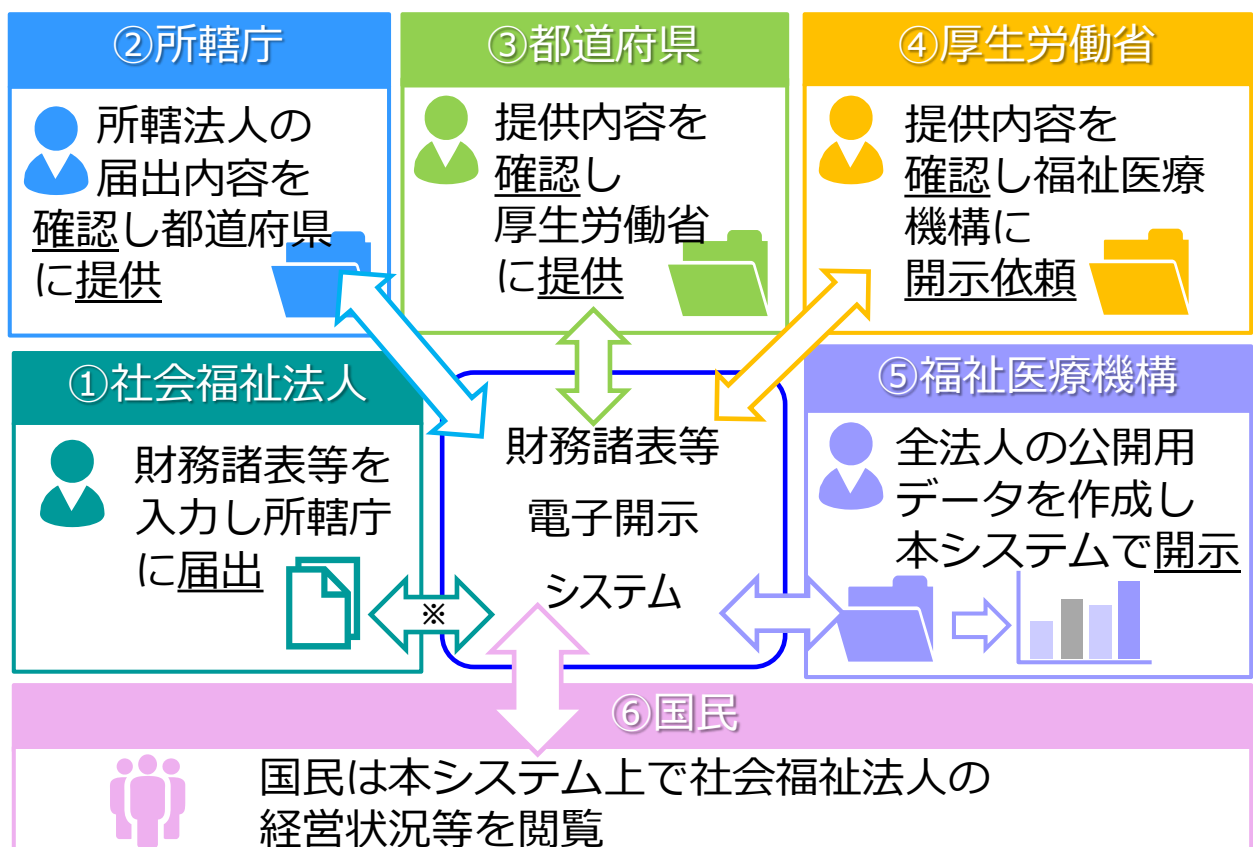 ②所轄庁
所轄法人の
届出内容を
確認し都道府県
に提供
③都道府県
提供内容を
確認し
厚生労働省
に提供
④厚生労働省
提供内容を
確認し福祉医療
機構に
開示依頼
①社会福祉法人
財務諸表等を
入力し所轄庁
に届出
※
財務諸表等
電子開示
システム
⑤福祉医療機構
全法人の公開用
データを作成し
本システムで開示
⑥国民
国民は本システム上で社会福祉法人の
経営状況等を閲覧